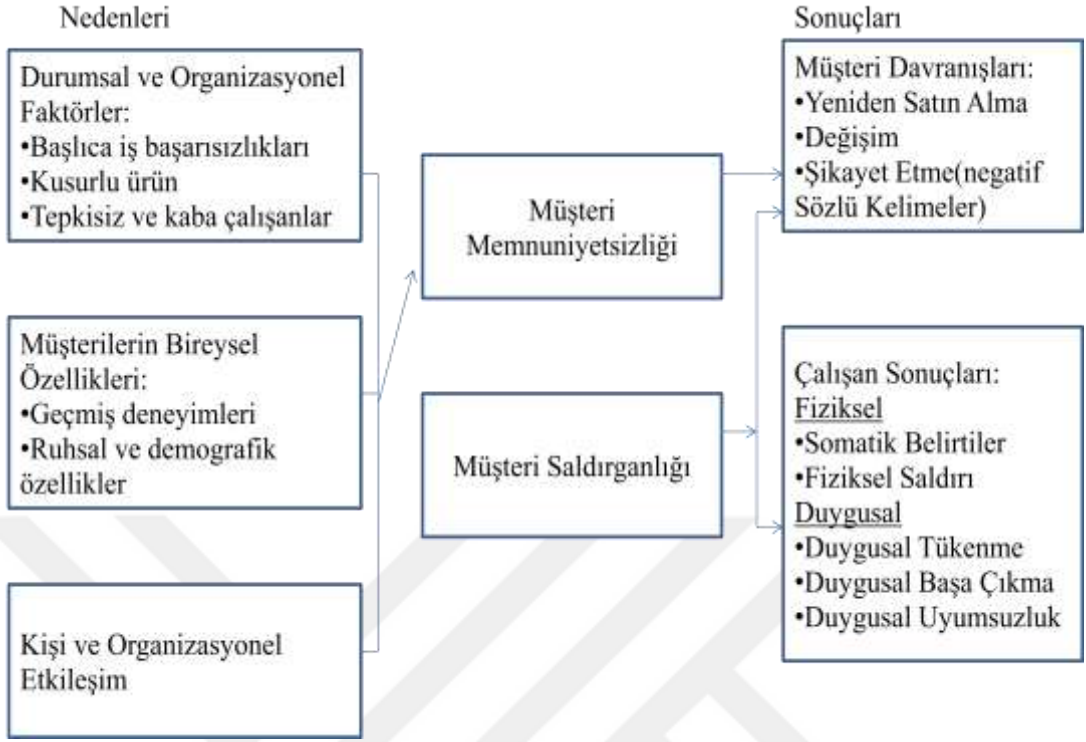 Nedenleri
Durumsal ve Organizasyonel
Faktörler:
•Başlıca iş başarısızlıkları
•Kusurlu ürün
•Tepkisiz ve kaba çalışanlar
Müşterilerin Bireysel
Özellikleri:
•Geçmiş deneyimleri
•Ruhsal ve demografik
özellikler
Kişi ve Organizasyonel
Etkileşim
Müşteri
Memnuniyetsizliği
Müşteri Saldırganlığı
Sonuçları
Müşteri Davranışları:
•Yeniden Satın Alma
•Değişim
•Şikayet Etme(negatif
Sözlü Kelimeler)
Çalışan Sonuçları:
Fiziksel
•Somatik Belirtiler
•Fiziksel Saldırı
Duygusal
•Duygusal Tükenme
•Duygusal Başa Çıkma
•Duygusal Uyumsuzluk